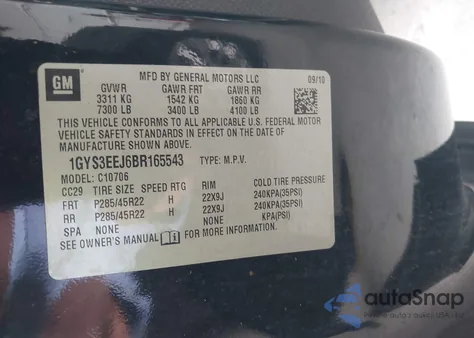 GM
MFD BY GENERAL MOTORS LLC 09/10
GVWR GAWR FRT GAWR RR
3311 KG 1542 KG 1860 KG
7300 LB 3400 LB 4100 LB
THIS VEHICLE CONFORMS TO ALL APPLICABLE U.S. FEDERAL MOTOR
VEHICLE SAFETY, BUMPER, AND THEFT PREVENTION
STANDARDS IN EFFECT ON THE DATE OF
MANUFACTURE SHOWN ABOVE.
1GYS3EEJ6BR165543 TYPE: M.P.V.
MODEL: C10706
CC29 TIRE SIZE SPEED RTG RIM COLD TIRE PRESSURE
FRT P285/45R22 H 22X9J 240KPA(35PSI)
RR P285/45R22 H 22X9J 240KPA(35PSI)
SPA NONE NONE KPA(PSI)
SEE OWNER'S MANUAL FOR MORE INFORMATION.
autoSnap